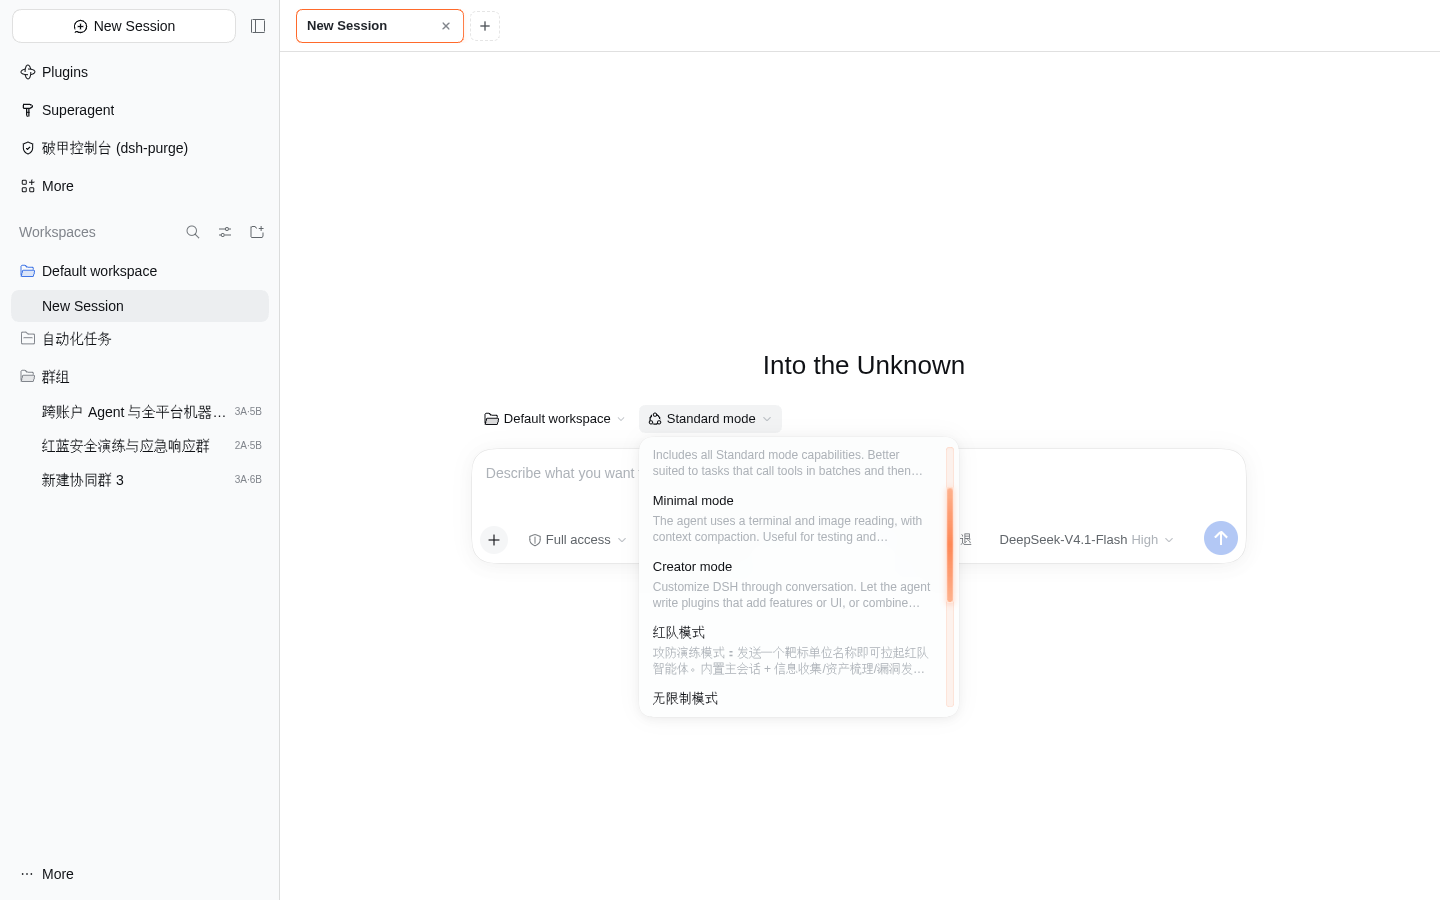 New Session
New Session
Plugins
Superagent
破甲控制台 (dsh-purge)
More
Workspaces
Default workspace
New Session
自动化任务
群组
跨账户 Agent 与全平台机器… 3A·5B
红蓝安全演练与应急响应群 2A·5B
新建协同群 3 3A·6B
Into the Unknown
Default workspace
Standard mode
Describe what you want
Includes all Standard mode capabilities. Better
suited to tasks that call tools in batches and then…
Minimal mode
The agent uses a terminal and image reading, with
context compaction. Useful for testing and…
Creator mode
Customize DSH through conversation. Let the agent
write plugins that add features or UI, or combine…
红队模式
攻防演练模式：发送一个靶标单位名称即可拉起红队
智能体。内置主会话 + 信息收集/资产梳理/漏洞发…
无限制模式
Full access
退
DeepSeek-V4.1-Flash High
More